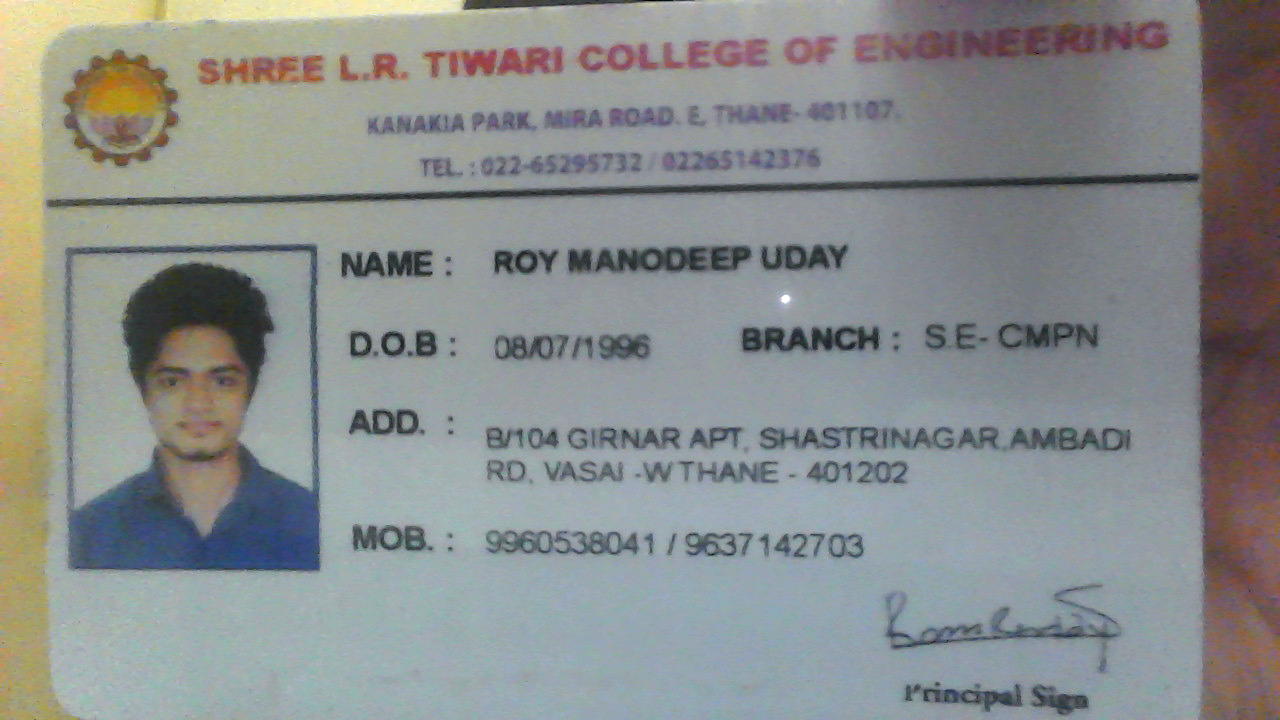 SHREE L.R. TIWARI COLLEGE OF ENGINEERING
KANAKIA PARK, MIRA ROAD. E, THANE- 401107.
TEL. : 022-65295732 / 02265142376
NAME : ROY MANODEEP UDAY
D.O.B : 08/07/1996 BRANCH : S.E- CMPN
ADD. : B/104 GIRNAR APT, SHASTRINAGAR,AMBADI
RD, VASAI -W THANE - 401202
MOB. : 9960538041 / 9637142703
Principal Sign